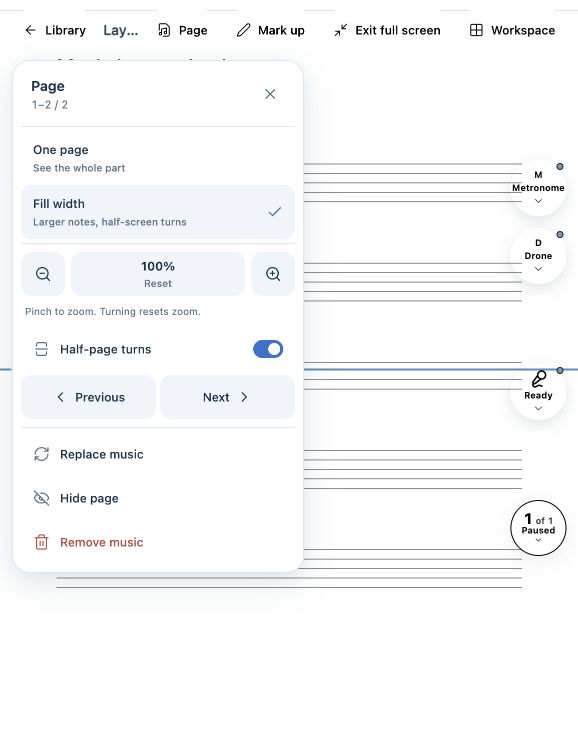 Library
Lay...
Page
Mark up
Exit full screen
Workspace
Page
1–2 / 2
One page
See the whole part
Fill width
Larger notes, half-screen turns
100%
Reset
Pinch to zoom. Turning resets zoom.
Half-page turns
Previous
Next
Replace music
Hide page
Remove music
M
Metronome
D
Drone
Ready
1 of 1
Paused